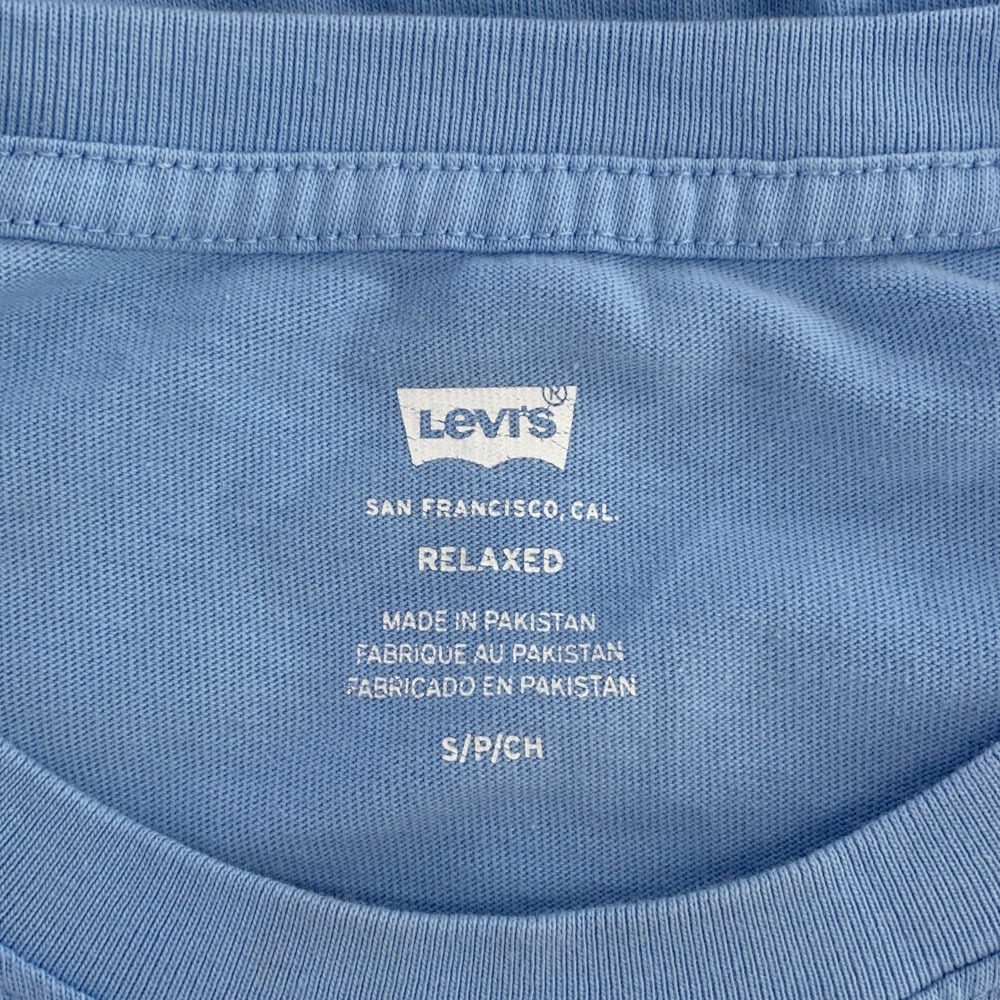 Levi's®
SAN FRANCISCO, CAL.
RELAXED
MADE IN PAKISTAN
FABRIQUE AU PAKISTAN
FABRICADO EN PAKISTAN
S/P/CH